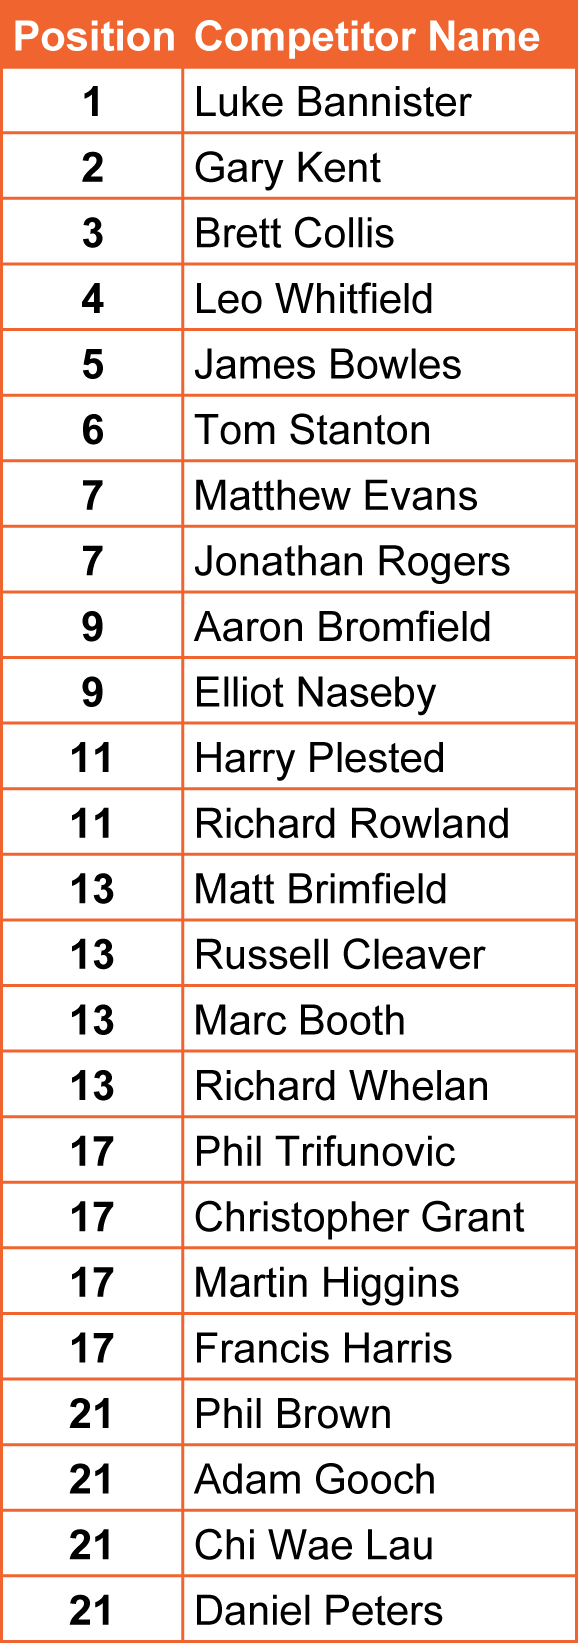 Position Competitor Name
1 Luke Bannister
2 Gary Kent
3 Brett Collis
4 Leo Whitfield
5 James Bowles
6 Tom Stanton
7 Matthew Evans
7 Jonathan Rogers
9 Aaron Bromfield
9 Elliot Naseby
11 Harry Plested
11 Richard Rowland
13 Matt Brimfield
13 Russell Cleaver
13 Marc Booth
13 Richard Whelan
17 Phil Trifunovic
17 Christopher Grant
17 Martin Higgins
17 Francis Harris
21 Phil Brown
21 Adam Gooch
21 Chi Wae Lau
21 Daniel Peters